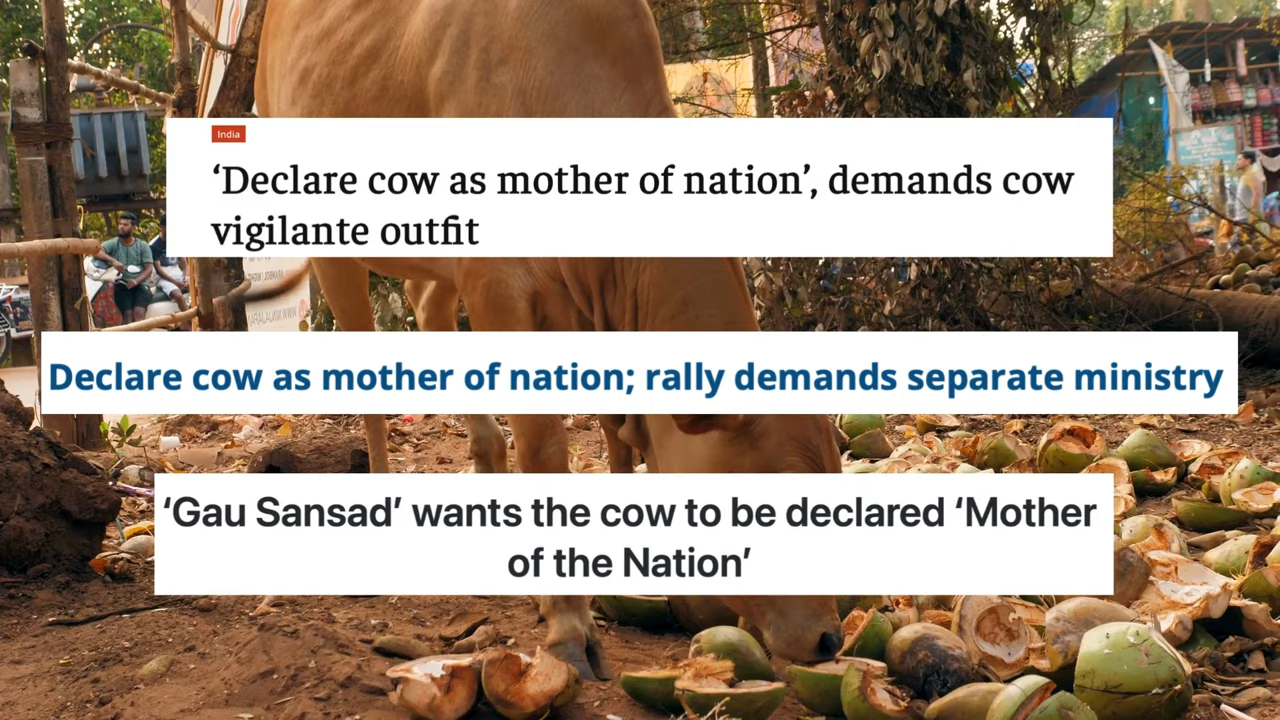 India
‘Declare cow as mother of nation’, demands cow
vigilante outfit
Declare cow as mother of nation; rally demands separate ministry
‘Gau Sansad’ wants the cow to be declared ‘Mother
of the Nation’